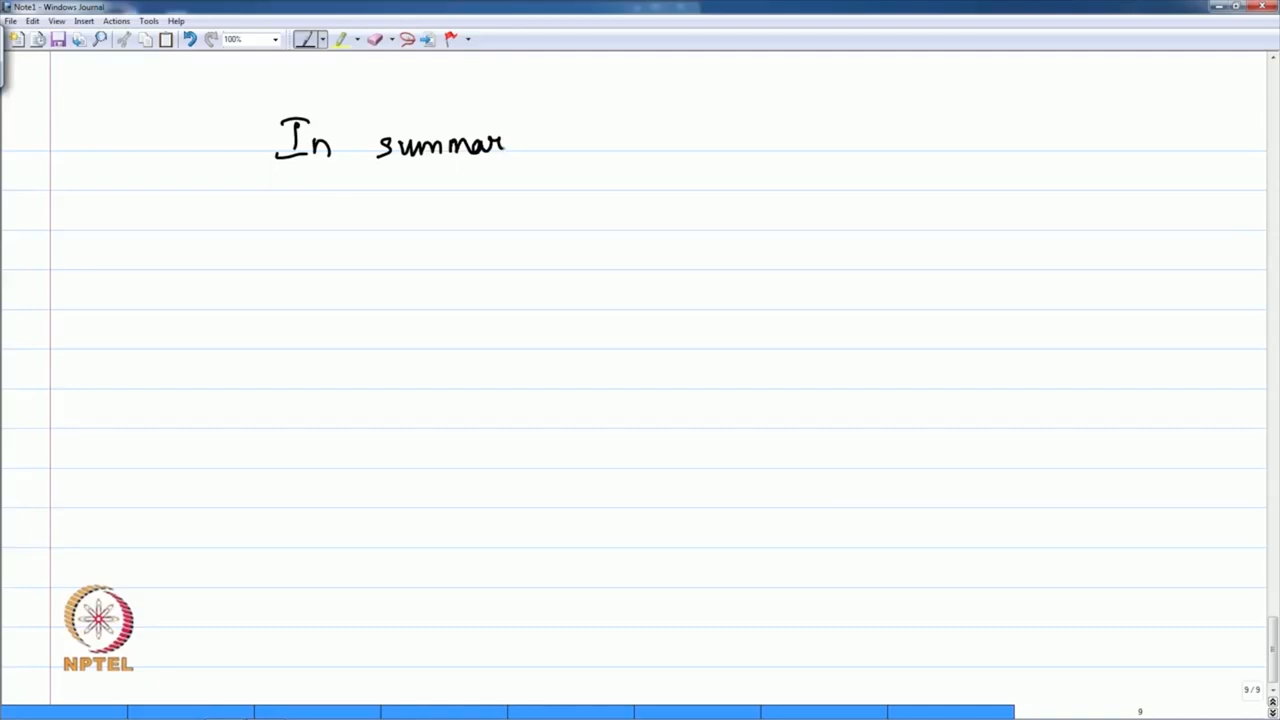 Note1 - Windows Journal
File Edit View Insert Actions Tools Help
100%
In summar
NPTEL
9 / 9
9